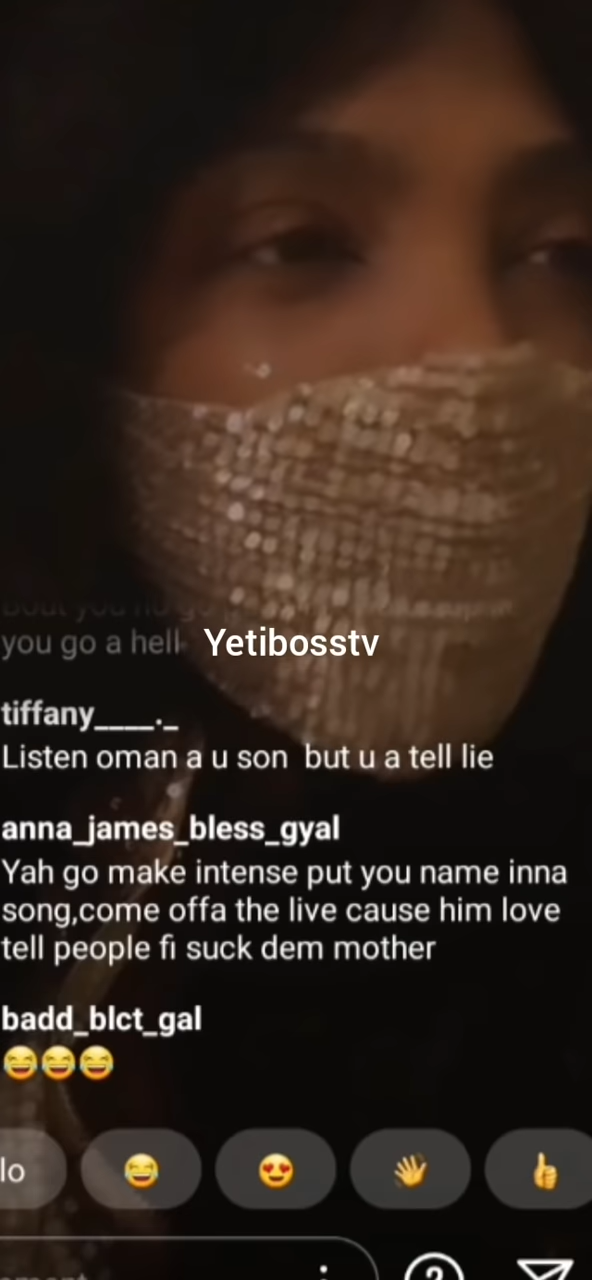 you go a hell
Yetibosstv
tiffany____._
Listen oman a u son but u a tell lie
anna_james_bless_gyal
Yah go make intense put you name inna
song,come offa the live cause him love
tell people fi suck dem mother
badd_blct_gal
😂😂😂
lo
😂 😍 👋 👍